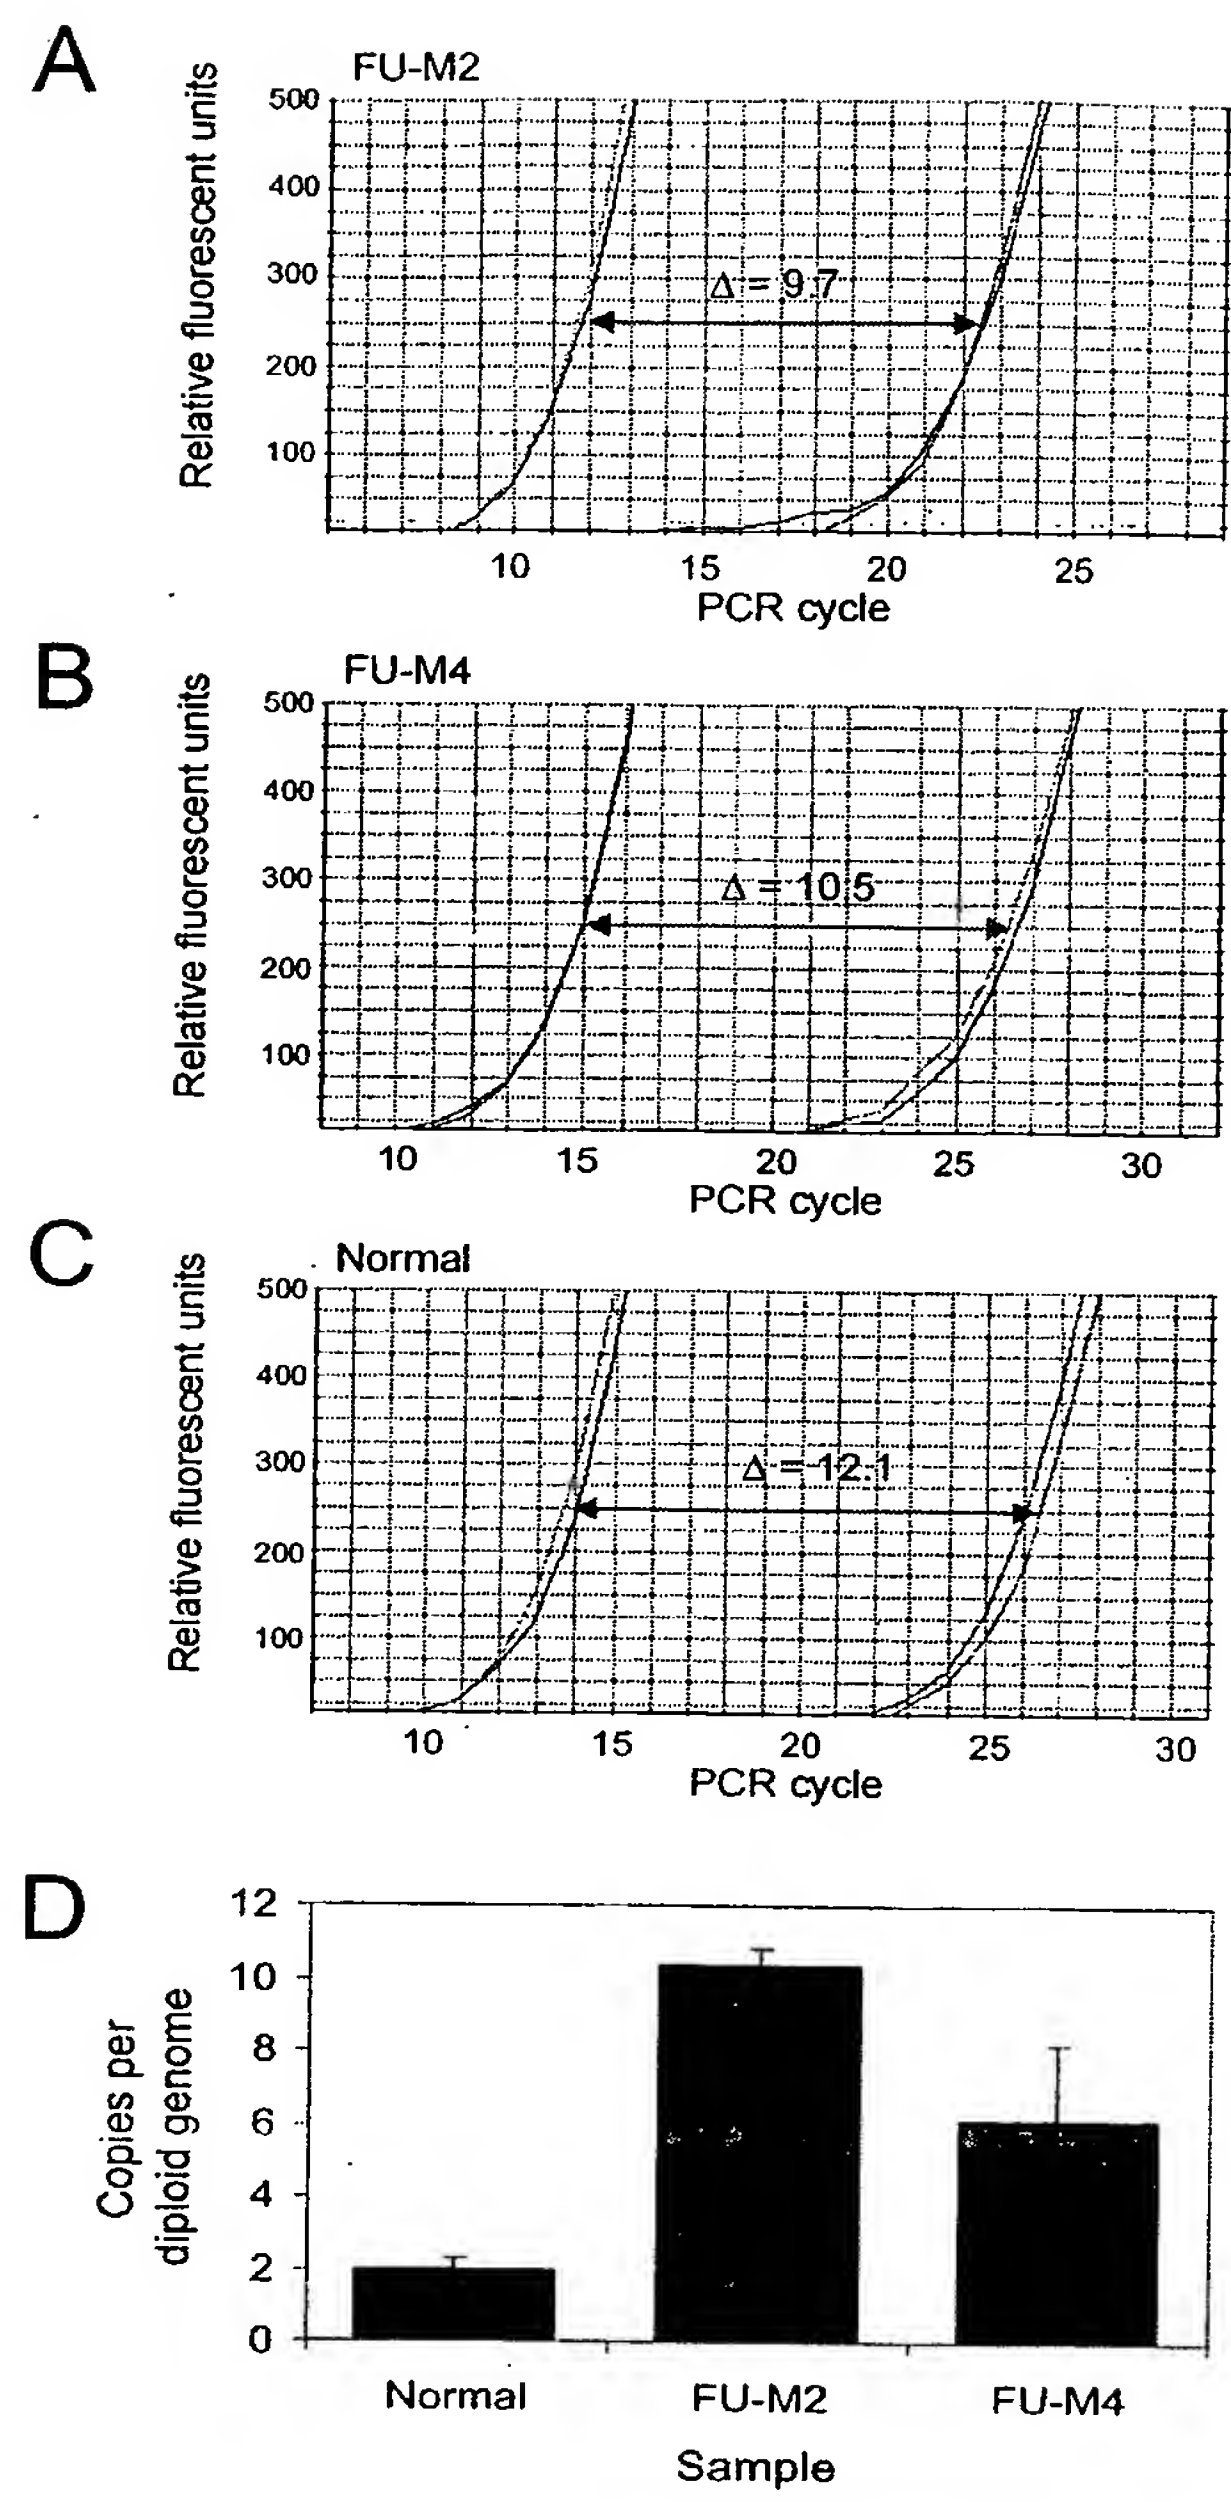 A
FU-M2
Relative fluorescent units
500
400
300
200
100
Δ = 9.7
10 15 20 25
PCR cycle
B
FU-M4
Relative fluorescent units
500
400
300
200
100
Δ = 10.5
10 15 20 25 30
PCR cycle
C
Normal
Relative fluorescent units
500
400
300
200
100
Δ = 12.1
10 15 20 25 30
PCR cycle
D
Copies per
diploid genome
12
10
8
6
4
2
0
Normal FU-M2 FU-M4
Sample